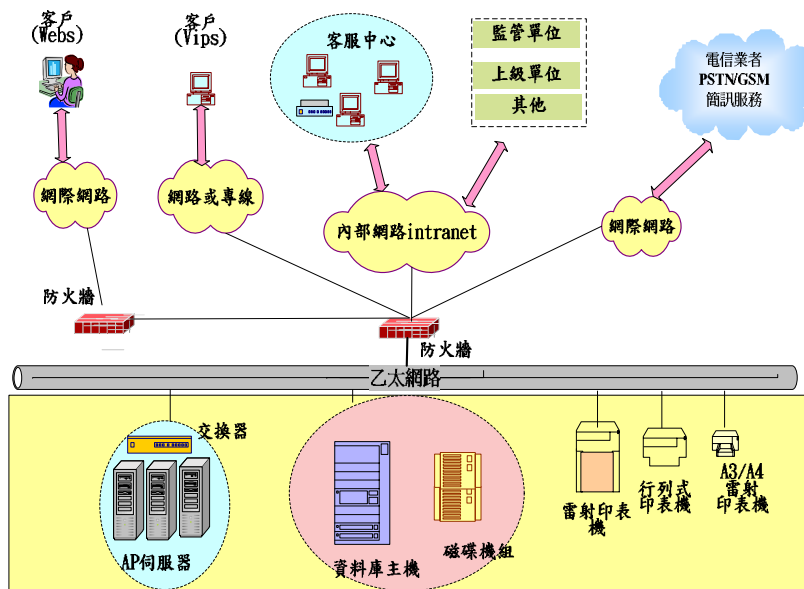 客戶
(Webs)
客戶
(Vips)
客服中心
監管單位
上級單位
其他
電信業者
PSTN/GSM
簡訊服務
網際網路
網路或專線
內部網路intranet
網際網路
防火牆
防火牆
乙太網路
交換器
AP伺服器
資料庫主機
磁碟機組
雷射印表
機
行列式
印表機
A3/A4
雷射
印表機